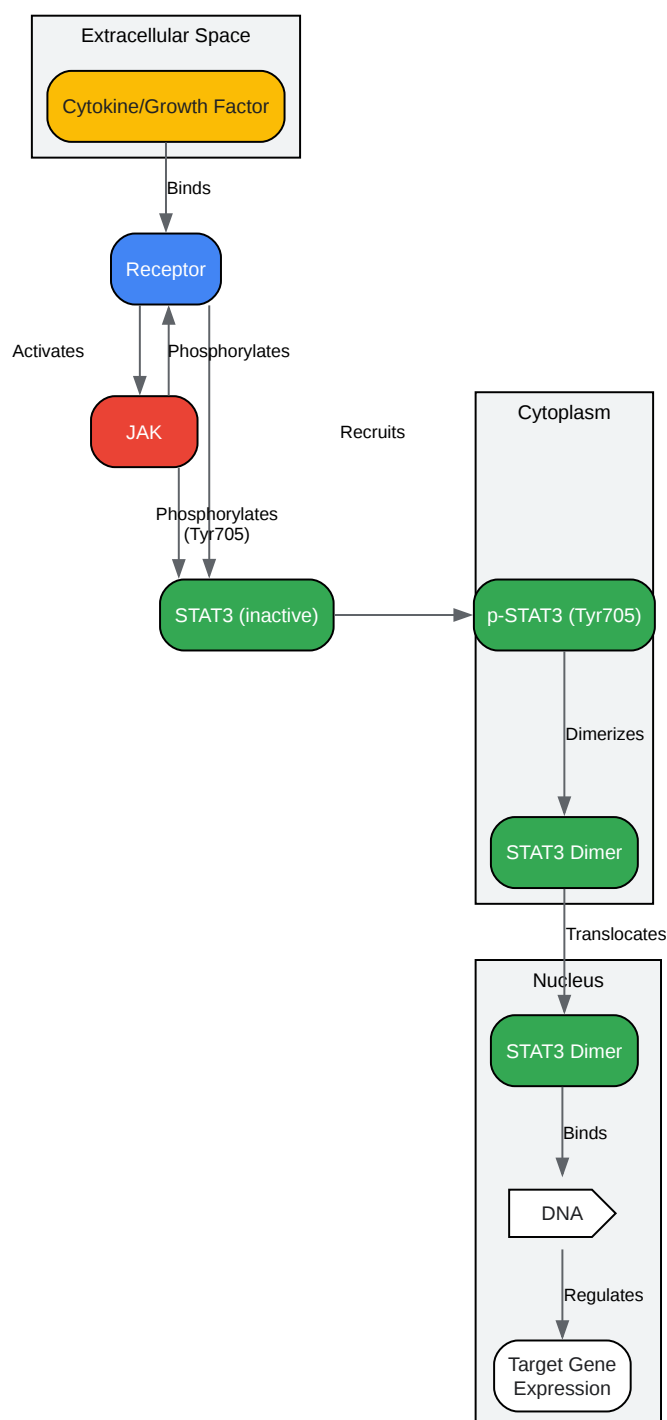 Extracellular Space
Cytokine/Growth Factor
Binds
Receptor
Activates
Phosphorylates
JAK
Recruits
Cytoplasm
Phosphorylates
(Tyr705)
STAT3 (inactive)
p-STAT3 (Tyr705)
Dimerizes
STAT3 Dimer
Translocates
Nucleus
STAT3 Dimer
Binds
DNA
Regulates
Target Gene
Expression